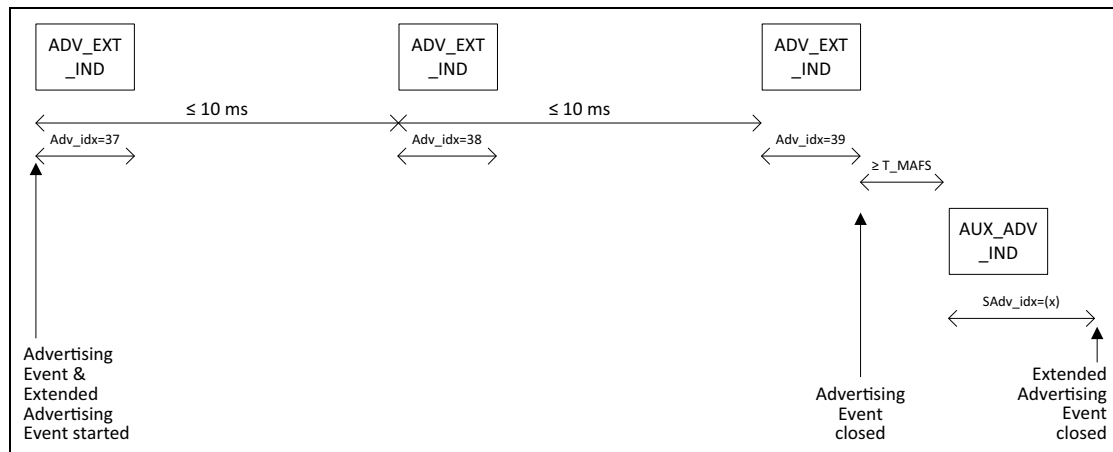 ADV_EXT
_IND
ADV_EXT
_IND
ADV_EXT
_IND
≤ 10 ms
≤ 10 ms
Adv_idx=37
Adv_idx=38
Adv_idx=39
≥ T_MAFS
AUX_ADV
_IND
SAdv_idx=(x)
Advertising
Event &
Extended
Advertising
Event started
Advertising
Event
closed
Extended
Advertising
Event
closed